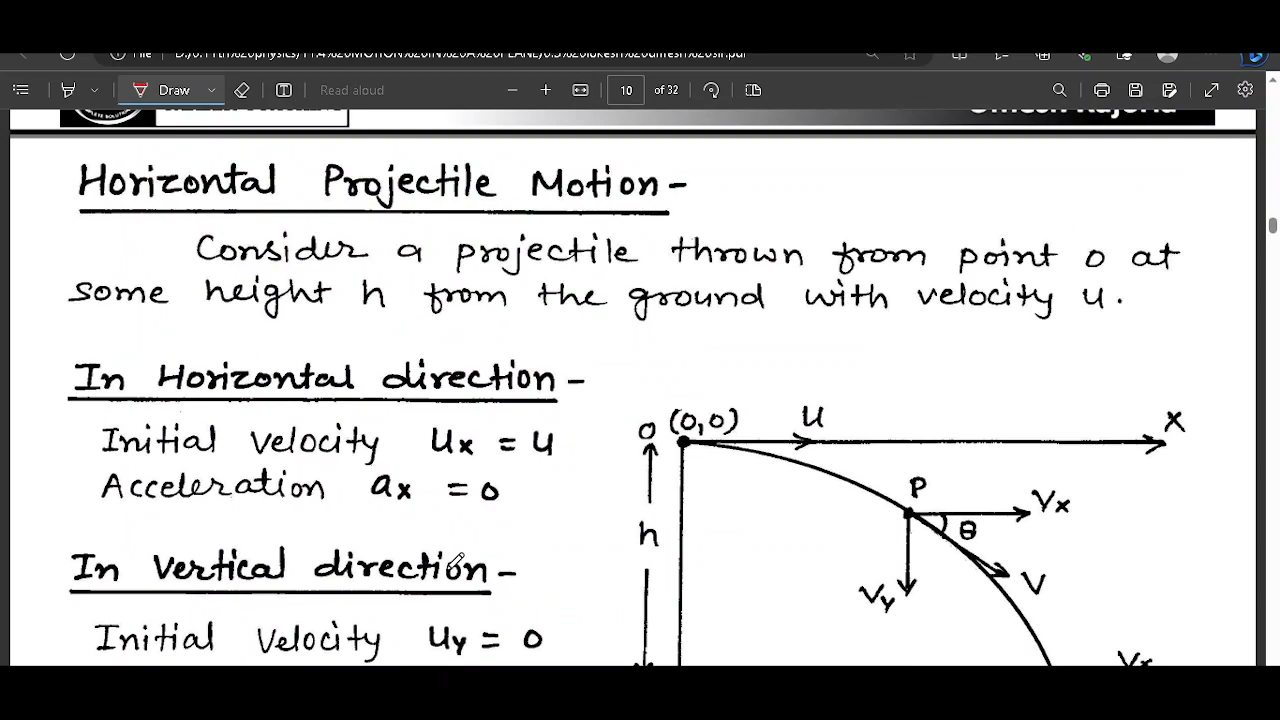 File
Draw
Read aloud
10 of 32
Horizontal Projectile Motion -
Consider a projectile thrown from point O at
some height h from the ground with velocity u.
In Horizontal direction -
Initial velocity ux = u
Acceleration ax = 0
In Vertical direction -
Initial Velocity uy = 0
O (0,0) u X
P Vx
θ
h
Vy V
Vx